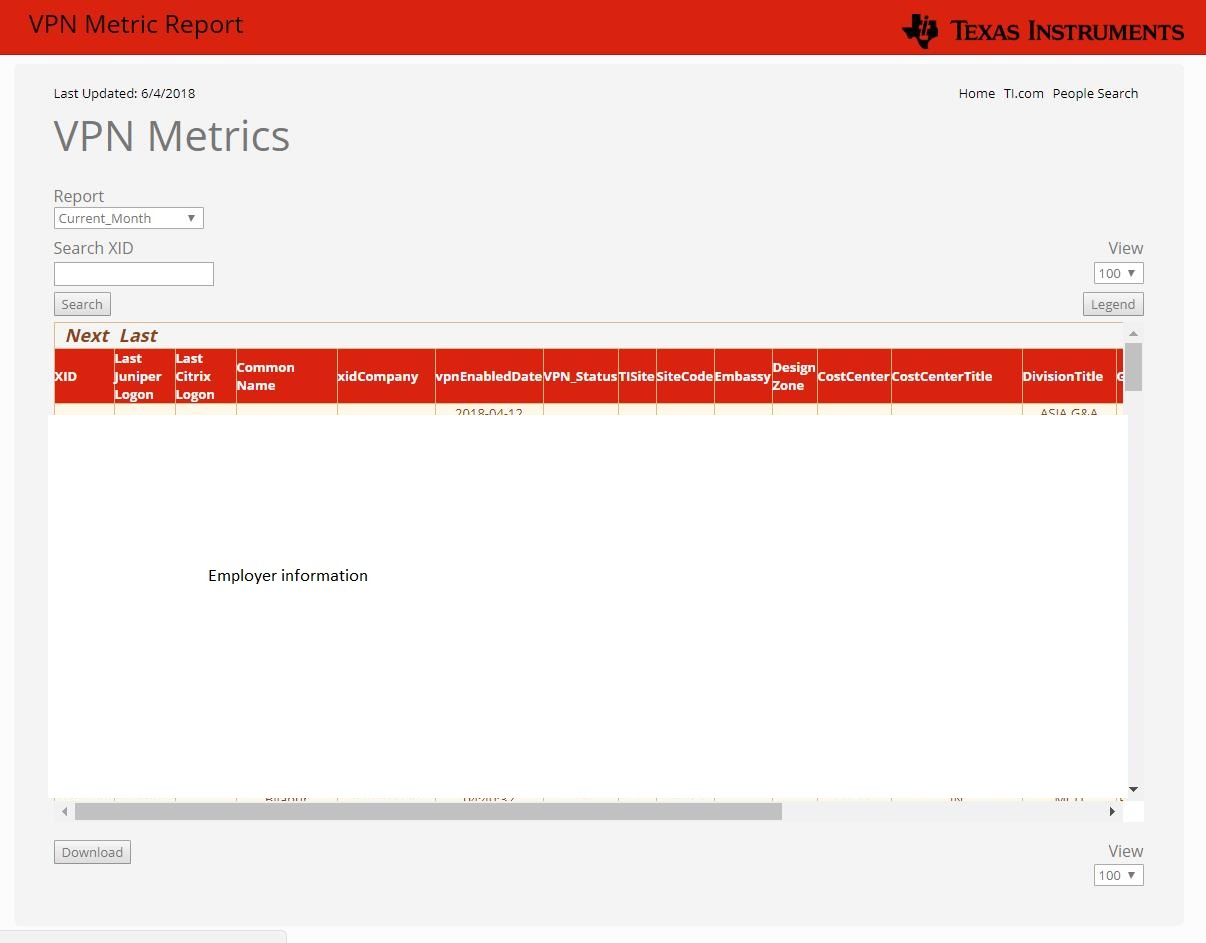 VPN Metric Report
TEXAS INSTRUMENTS
Last Updated: 6/4/2018
Home TI.com People Search
VPN Metrics
Report
Current_Month
Search XID
View
100
Search
Legend
Next Last
XID Last Juniper Logon Last Citrix Logon Common Name xidCompany vpnEnabledDate VPN_Status TISite SiteCode Embassy Design Zone CostCenter CostCenterTitle DivisionTitle
2018-04-12 ASIA G&A
Employer information
Download
View
100